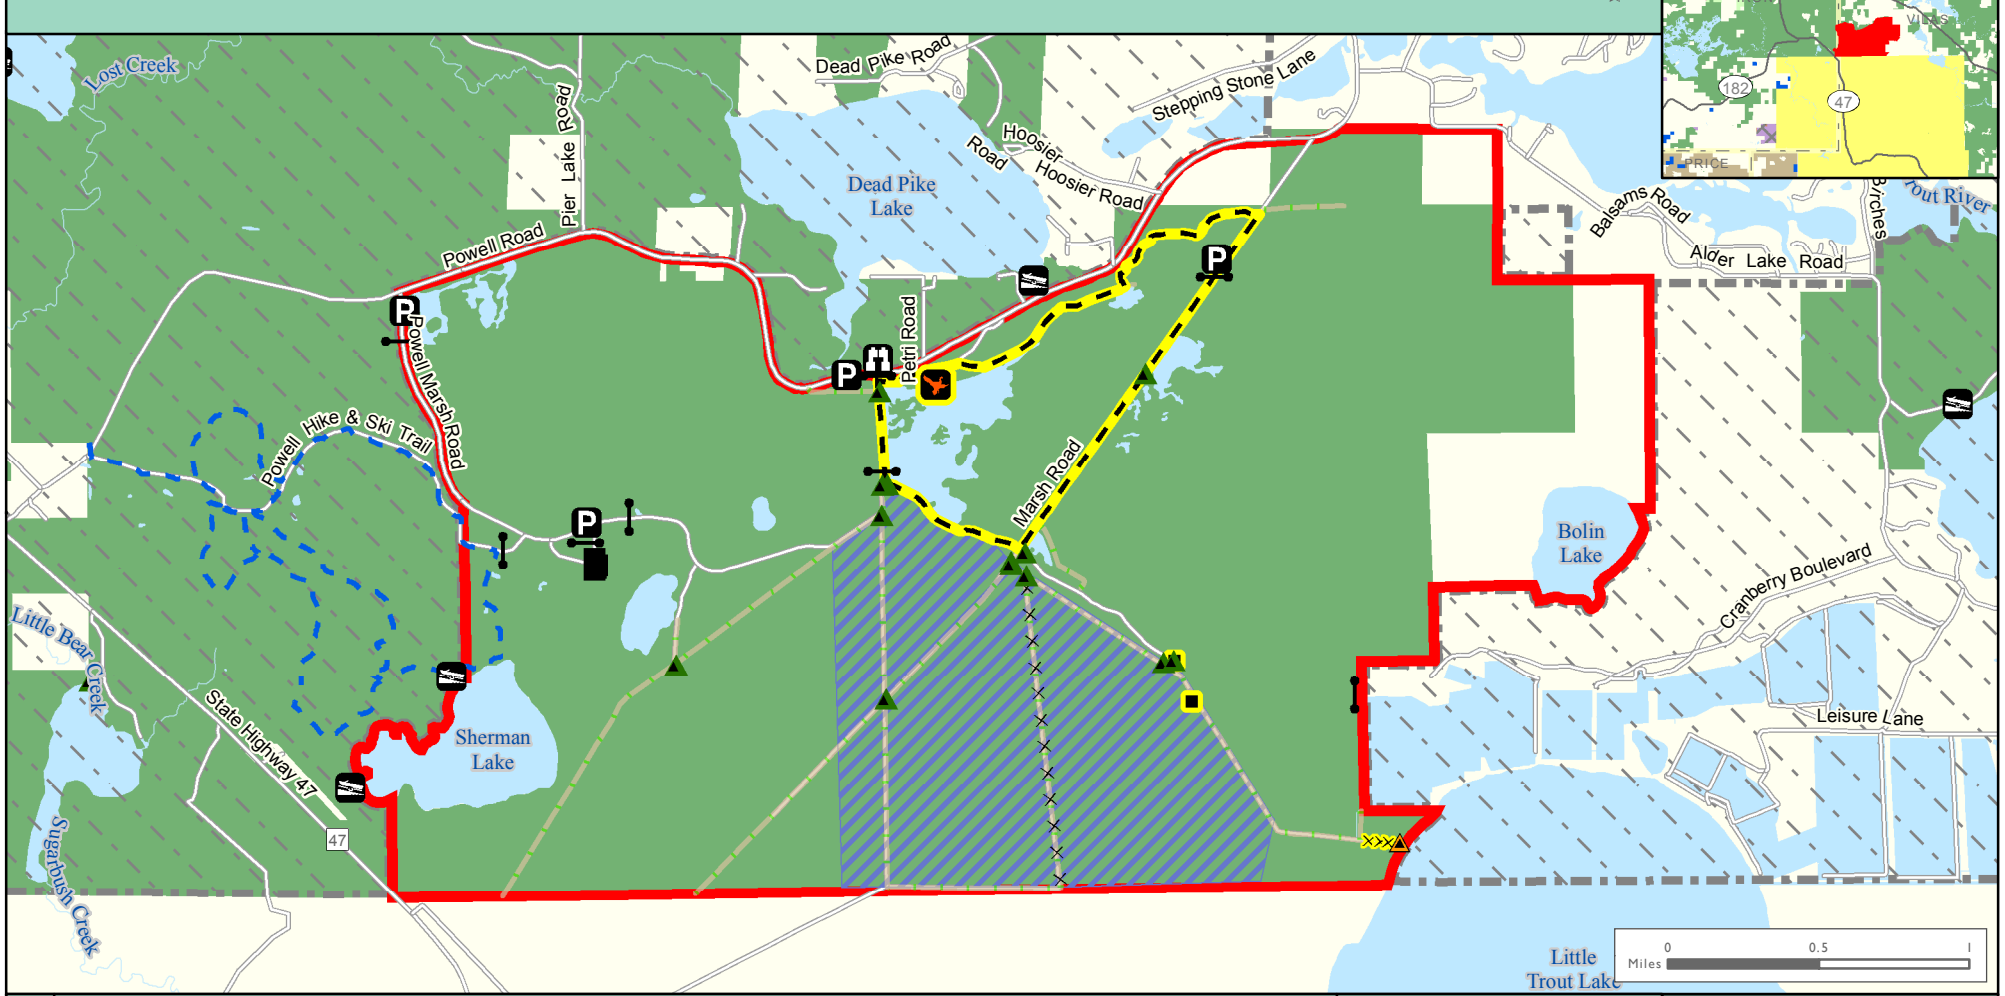 VILAS
182
47
PRICE
Lost Creek
Pier Lake Road
Dead Pike Road
Stepping Stone Lane
Hoosier
Road
Hoosier Road
Dead Pike
Lake
Balsams Road
Birches
Trout River
Alder Lake Road
Powell Road
Petri Road
P
P
P
P
Powell Marsh Road
Powell Hike & Ski Trail
Marsh Road
Bolin
Lake
Cranberry Boulevard
Little Bear Creek
State Highway 47
47
Sherman
Lake
Leisure Lane
Sugarbush Creek
Little
Trout Lake
0 0.5 1
Miles